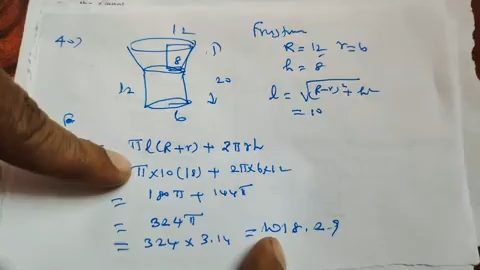 40)
12
8
12
20
6
Frustum
R = 12 r = 6
h = 8
l = √(R-r)² + h²
= 10
πl(R+r) + 2πrh
π×10(18) + 2π×6×12
= 180π + 144π
= 324π
= 324 × 3.14 = 1018.29